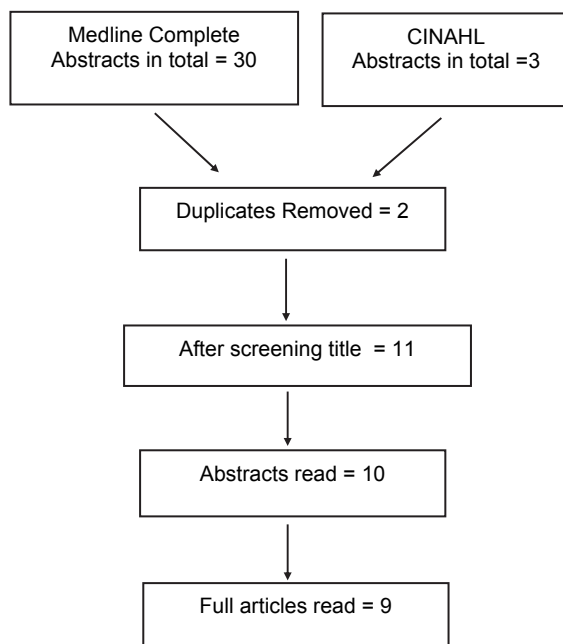 Medline Complete
Abstracts in total = 30
CINAHL
Abstracts in total =3
Duplicates Removed = 2
After screening title  = 11
Abstracts read = 10
Full articles read = 9